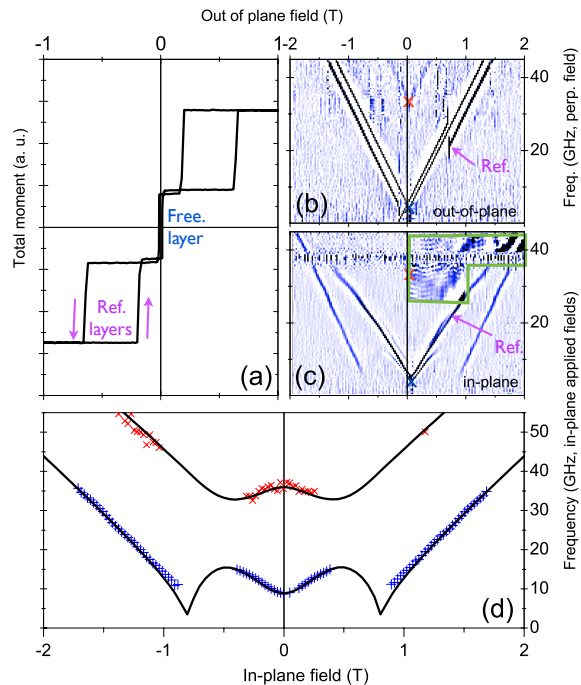 Out of plane field (T)
-1 0 1
-2 -1 0 1 2
Total moment (a. u.)
Free.
layer
Ref.
layers
(a)
40
20
Freq. (GHz, perp. field)
Ref.
(b)
out-of-plane
40
20
Ref.
(c)
in-plane
50
40
30
20
10
0
Frequency (GHz, in-plane applied fields)
(d)
-2 -1 0 1 2
In-plane field (T)